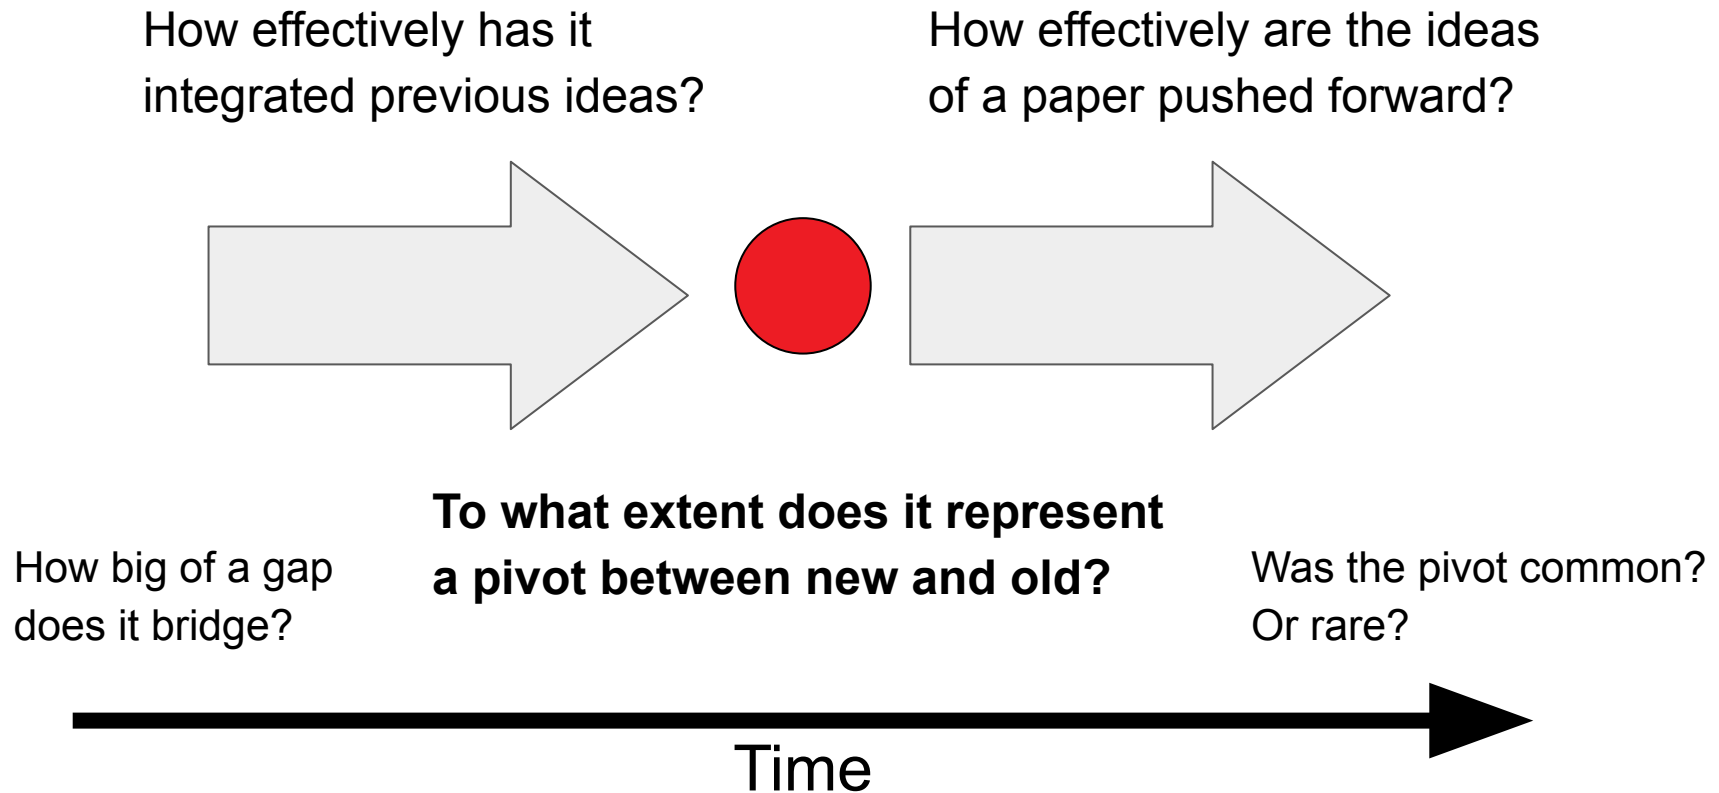 How effectively has it
integrated previous ideas?
How effectively are the ideas
of a paper pushed forward?
To what extent does it represent
a pivot between new and old?
How big of a gap
does it bridge?
Was the pivot common?
Or rare?
Time